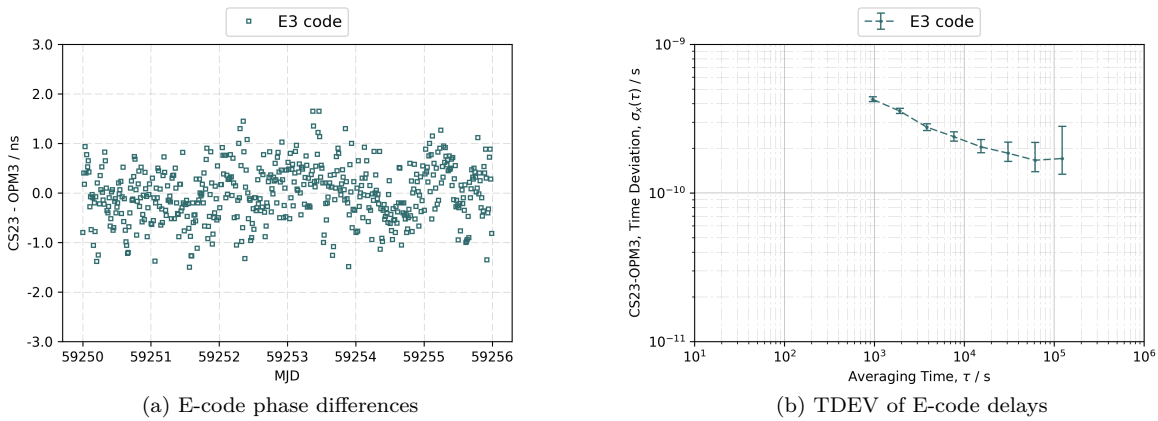 E3 code
3.0
2.0
1.0
0.0
-1.0
-2.0
-3.0
CS23 - OPM3 / ns
59250 59251 59252 59253 59254 59255 59256
MJD
(a) E-code phase differences
E3 code
10⁻⁹
10⁻¹⁰
10⁻¹¹
CS23-OPM3, Time Deviation, σₓ(τ) / s
10¹ 10² 10³ 10⁴ 10⁵ 10⁶
Averaging Time, τ / s
(b) TDEV of E-code delays